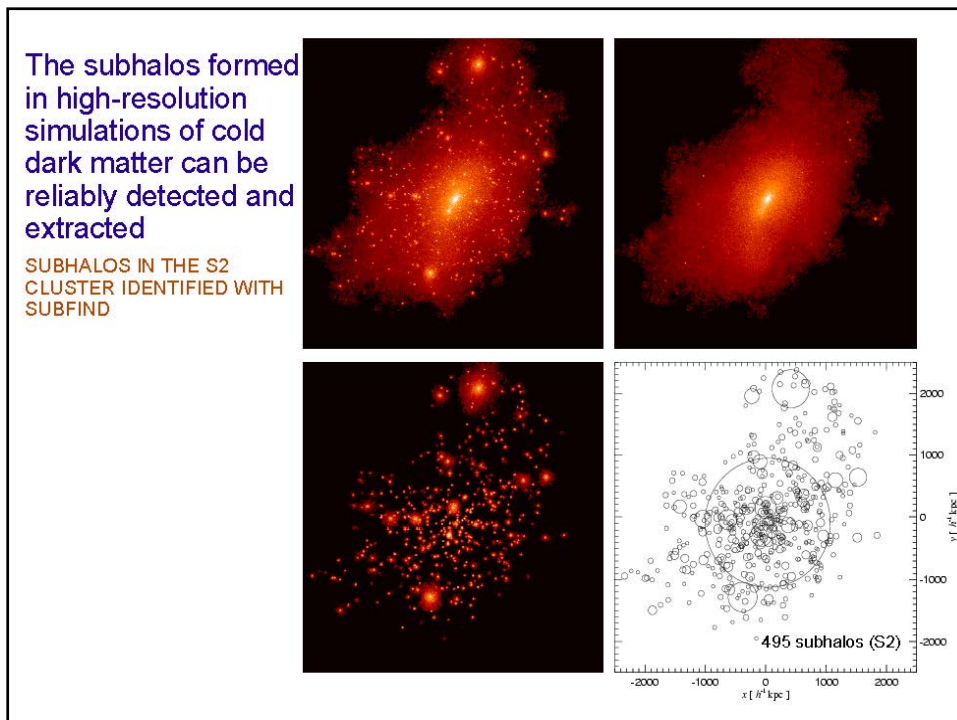 The subhalos formed
in high-resolution
simulations of cold
dark matter can be
reliably detected and
extracted
SUBHALOS IN THE S2
CLUSTER IDENTIFIED WITH
SUBFIND
2000
1000
0
-1000
-2000
y [ h⁻¹ kpc ]
495 subhalos (S2)
-2000 -1000 0 1000 2000
x [ h⁻¹ kpc ]